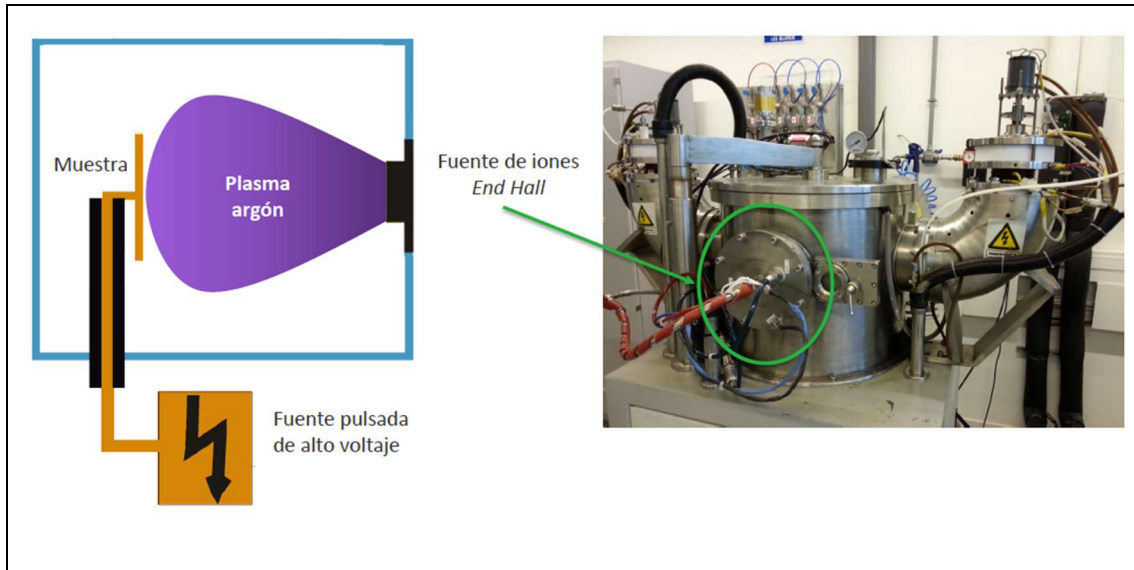 Muestra
Plasma
argón
Fuente de iones
End Hall
Fuente pulsada
de alto voltaje